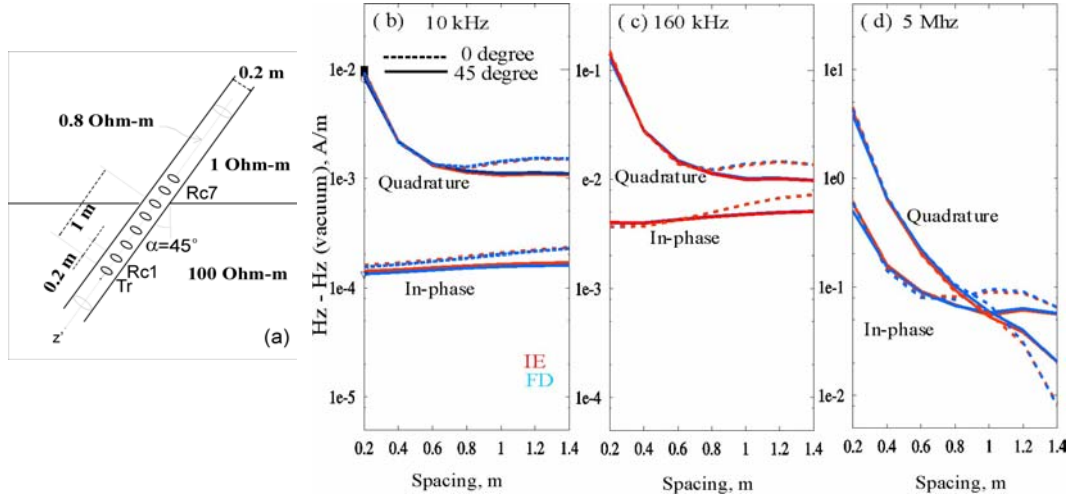 0.2 m
0.8 Ohm-m
1 Ohm-m
Rc7
1 m
α=45°
0.2 m
Rc1
100 Ohm-m
Tr
z'
(a)
Hz - Hz (vacuum), A/m
( b ) 10 kHz
0 degree
45 degree
1e-2
1e-3
1e-4
1e-5
Quadrature
In-phase
IE
FD
0.2 0.4 0.6 0.8 1 1.2 1.4
Spacing, m
( c ) 160 kHz
1e-1
e-2
1e-3
1e-4
Quadrature
In-phase
0.2 0.4 0.6 0.8 1 1.2 1.4
Spacing, m
( d ) 5 Mhz
1e1
1e0
1e-1
1e-2
Quadrature
In-phase
0.2 0.4 0.6 0.8 1 1.2 1.4
Spacing, m